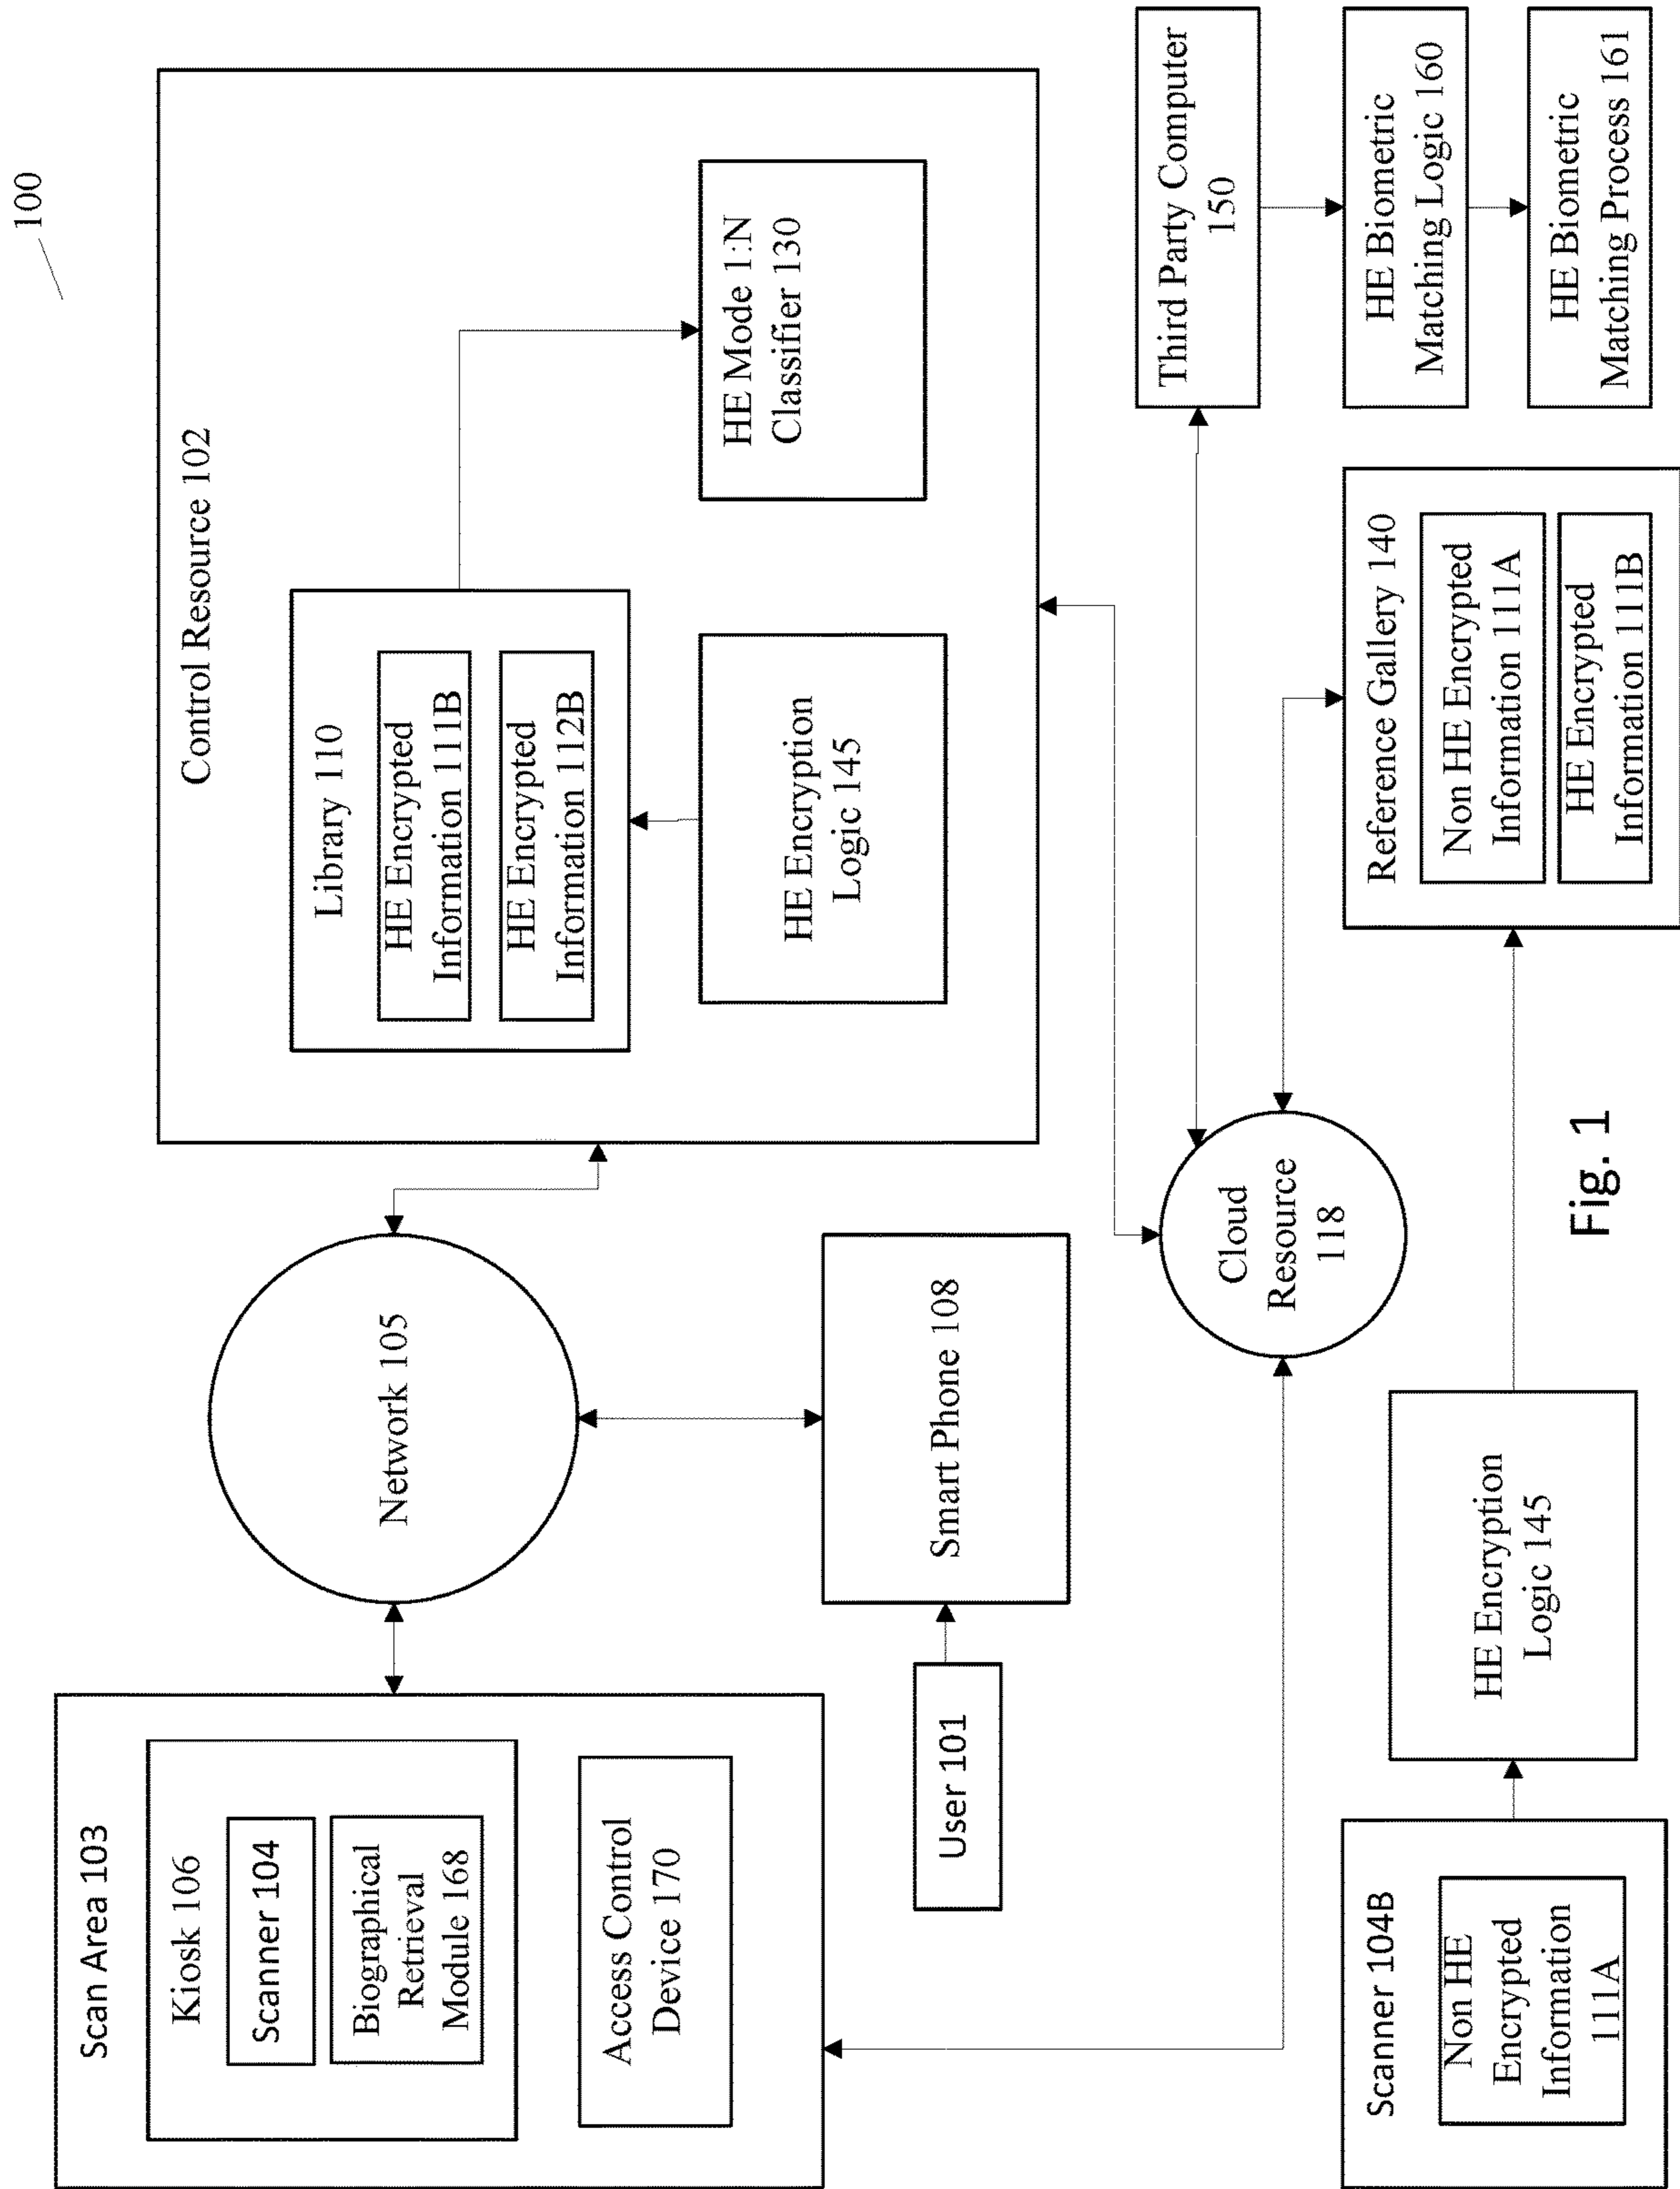 100
Scan Area 103
Kiosk 106
Scanner 104
Biographical
Retrieval
Module 168
Access Control
Device 170
Network 105
User 101
Smart Phone 108
Control Resource 102
Library 110
HE Encrypted
Information 111B
HE Encrypted
Information 112B
HE Encryption
Logic 145
HE Mode 1:N
Classifier 130
Cloud
Resource
118
Third Party Computer
150
HE Biometric
Matching Logic 160
HE Biometric
Matching Process 161
Scanner 104B
Non HE
Encrypted
Information
111A
HE Encryption
Logic 145
Reference Gallery 140
Non HE Encrypted
Information 111A
HE Encrypted
Information 111B
Fig. 1